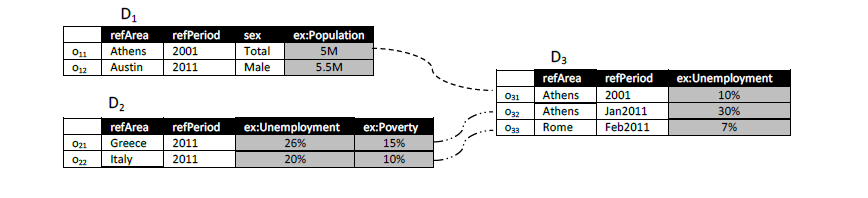 D₁
refArea refPeriod sex ex:Population
o₁₁ Athens 2001 Total 5M
o₁₂ Austin 2011 Male 5.5M
D₂
refArea refPeriod ex:Unemployment ex:Poverty
o₂₁ Greece 2011 26% 15%
o₂₂ Italy 2011 20% 10%
D₃
refArea refPeriod ex:Unemployment
o₃₁ Athens 2001 10%
o₃₂ Athens Jan2011 30%
o₃₃ Rome Feb2011 7%